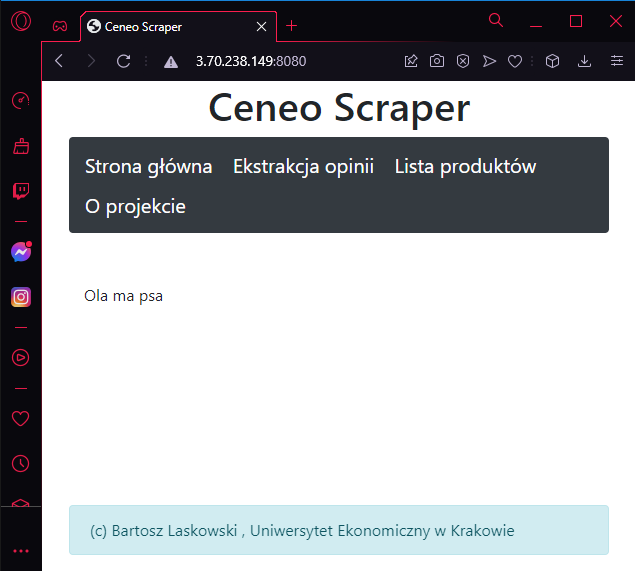 Ceneo Scraper
3.70.238.149:8080
Ceneo Scraper
Strona główna Ekstrakcja opinii Lista produktów
O projekcie
Ola ma psa
(c) Bartosz Laskowski , Uniwersytet Ekonomiczny w Krakowie